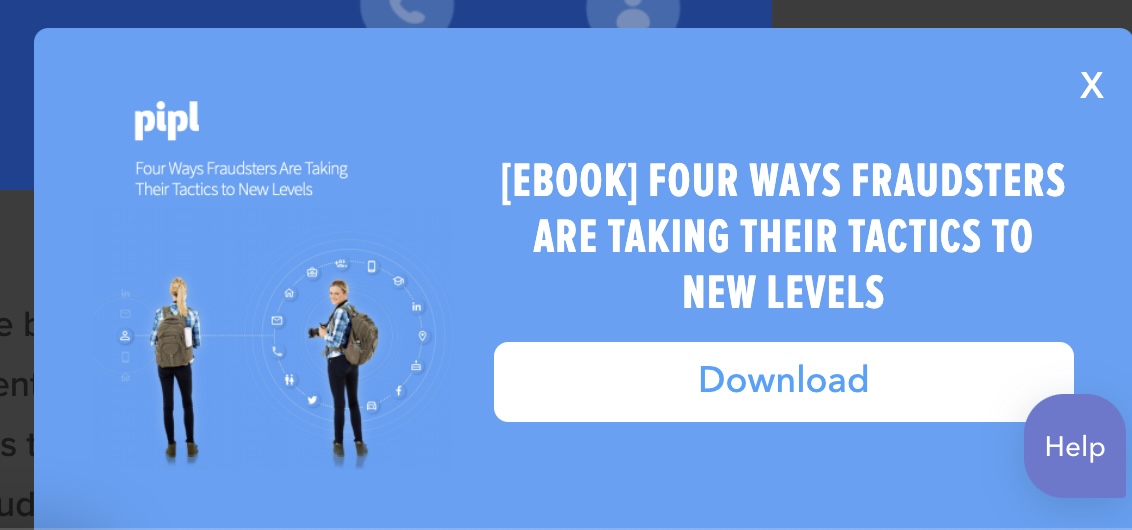 X
pipl
Four Ways Fraudsters Are Taking
Their Tactics to New Levels
[EBOOK] FOUR WAYS FRAUDSTERS
ARE TAKING THEIR TACTICS TO
NEW LEVELS
Download
Help